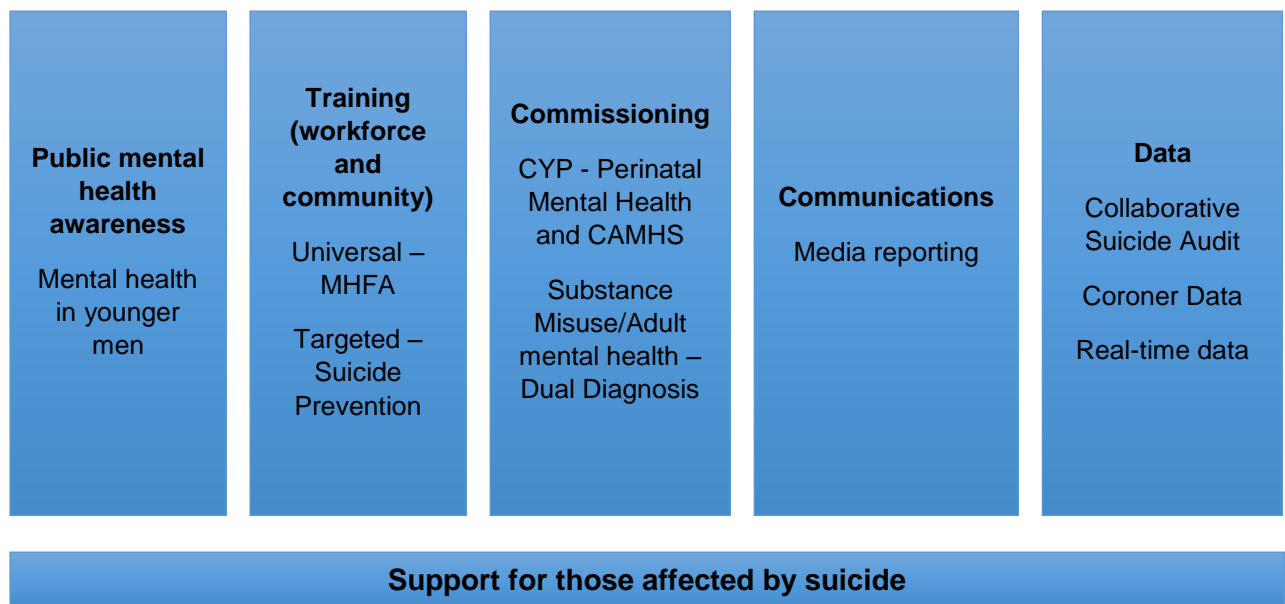 Public mental
health
awareness
Mental health
in younger
men
Training
(workforce
and
community)
Universal –
MHFA
Targeted –
Suicide
Prevention
Commissioning
CYP - Perinatal
Mental Health
and CAMHS
Substance
Misuse/Adult
mental health –
Dual Diagnosis
Communications
Media reporting
Data
Collaborative
Suicide Audit
Coroner Data
Real-time data
Support for those affected by suicide